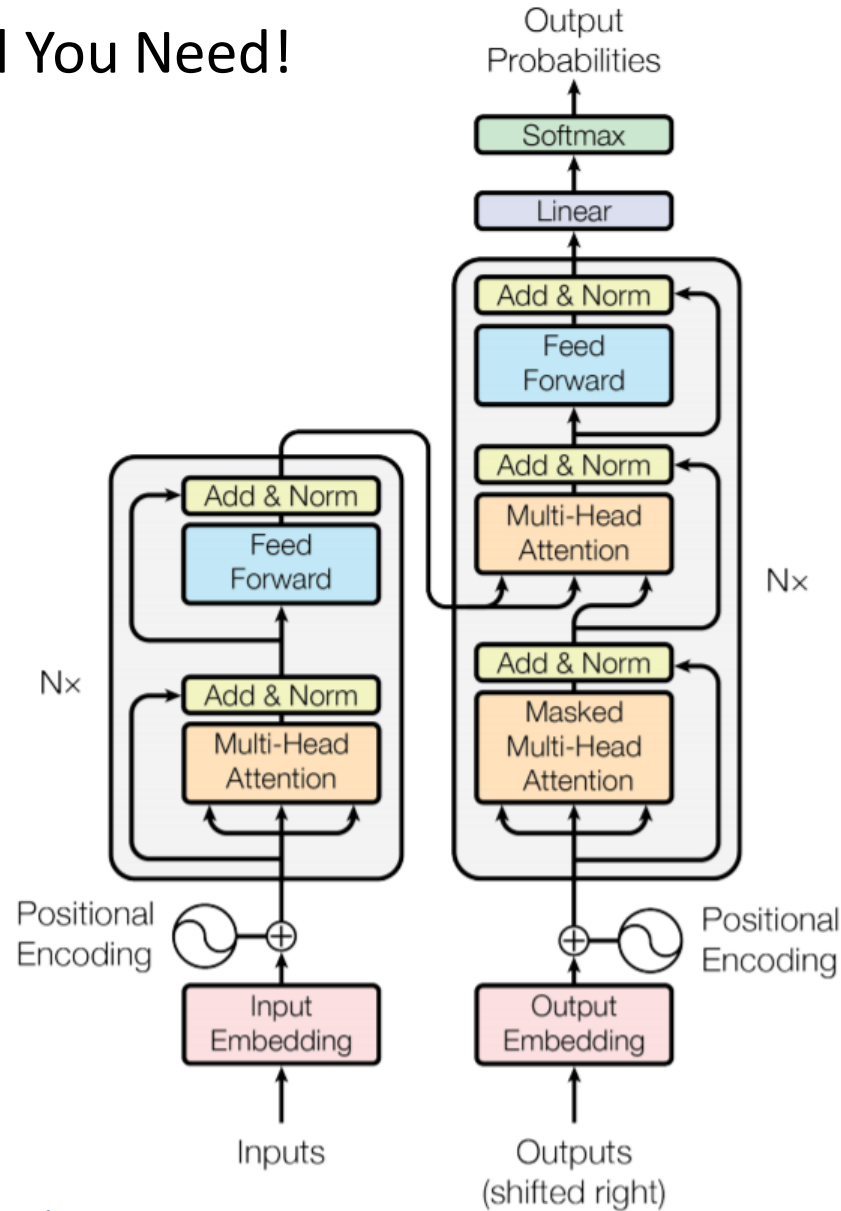 You Need!
Output
Probabilities
Softmax
Linear
Add & Norm
Feed
Forward
Add & Norm
Multi-Head
Attention
Nx
Add & Norm
Masked
Multi-Head
Attention
Add & Norm
Feed
Forward
Nx
Add & Norm
Multi-Head
Attention
Positional
Encoding
Positional
Encoding
Input
Embedding
Output
Embedding
Inputs
Outputs
(shifted right)